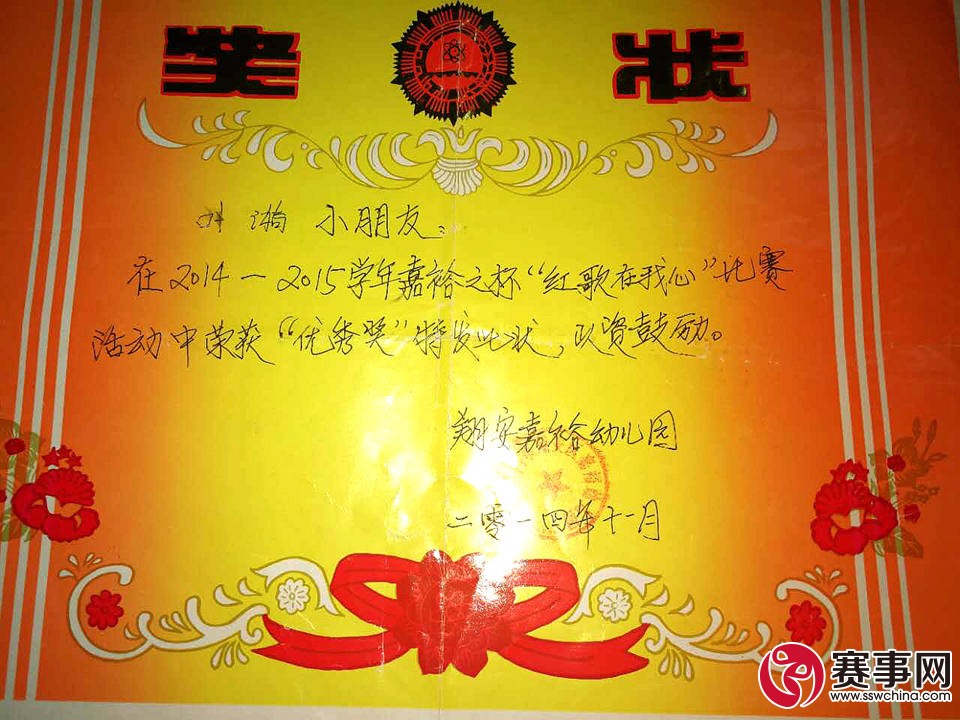 奖 状
小朋友:
在2014-2015学年嘉裕之杯“红歌在我心”比赛
活动中荣获“优秀奖”特发此状,以资鼓励。
翔安嘉裕幼儿园
二零一四年十一月
赛事网
www.sswchina.com